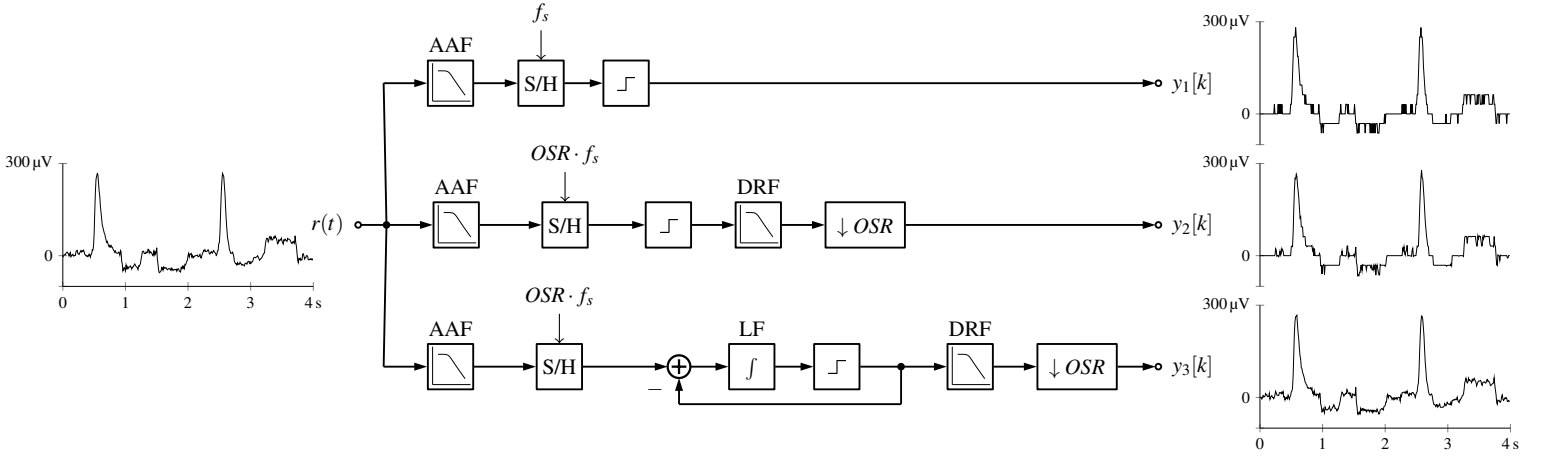 300 µV
0
0 1 2 3 4 s
r(t)
AAF
f_s
S/H
y_1[k]
300 µV
0
AAF
OSR · f_s
S/H
DRF
↓ OSR
y_2[k]
300 µV
0
AAF
OSR · f_s
S/H
+
−
LF
∫
DRF
↓ OSR
y_3[k]
300 µV
0
0 1 2 3 4 s